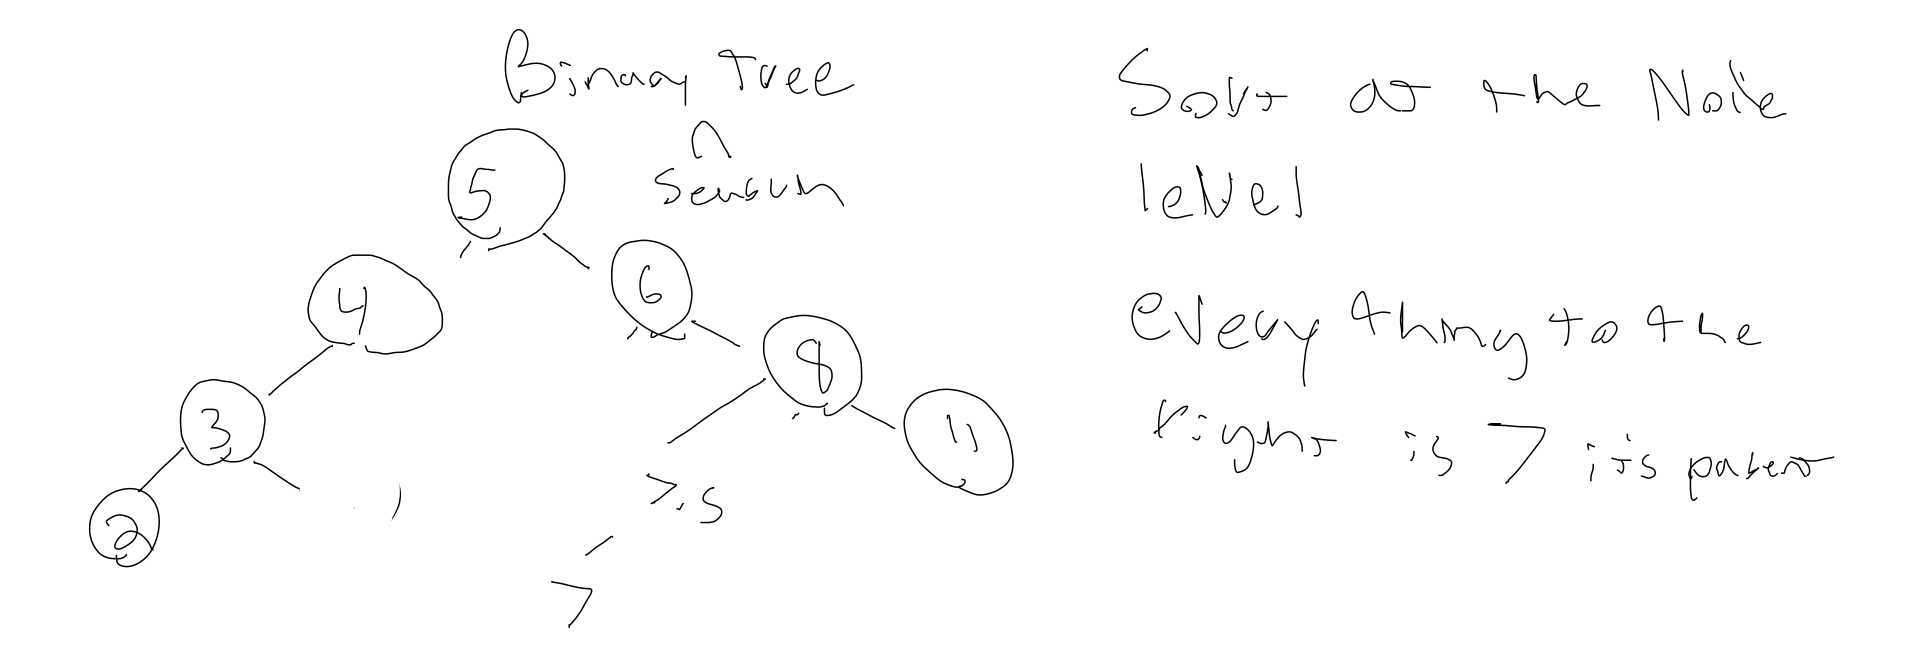 Binary Tree
^
Search
5
4
6
3
8
2
11
7.5
7
Sort at the Node
level
everything to the
right is > it's parent